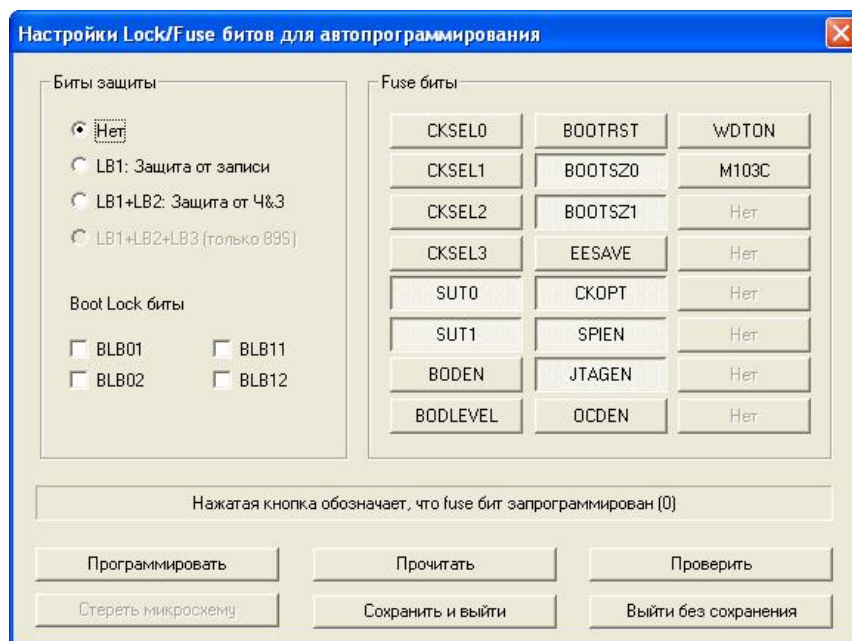 Настройки Lock/Fuse битов для автопрограммирования
Биты защиты
Нет
LB1: Защита от записи
LB1+LB2: Защита от Ч&З
LB1+LB2+LB3 (только 89S)
Boot Lock биты
BLB01 BLB11
BLB02 BLB12
Fuse биты
CKSEL0 BOOTRST WDTON
CKSEL1 BOOTSZ0 M103C
CKSEL2 BOOTSZ1 Нет
CKSEL3 EESAVE Нет
SUT0 CKOPT Нет
SUT1 SPIEN Нет
BODEN JTAGEN Нет
BODLEVEL OCDEN Нет
Нажатая кнопка обозначает, что fuse бит запрограммирован (0)
Программировать Прочитать Проверить
Стереть микросхему Сохранить и выйти Выйти без сохранения